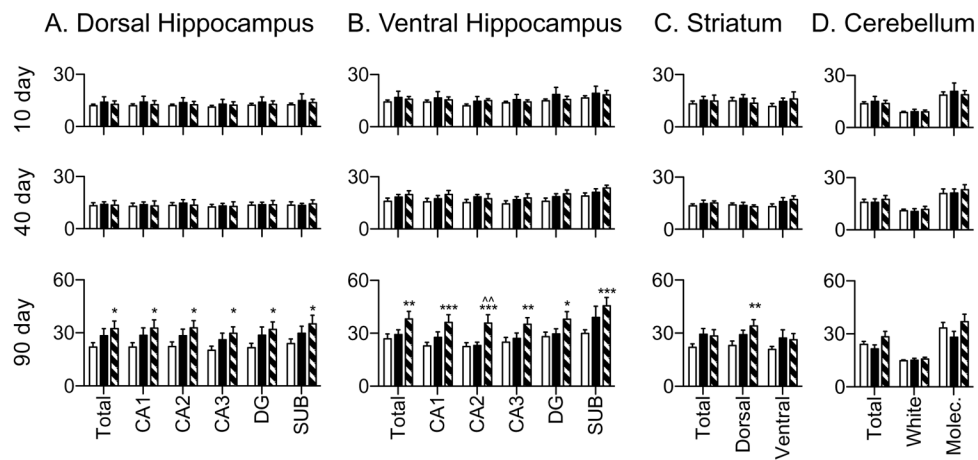 A. Dorsal Hippocampus B. Ventral Hippocampus C. Striatum D. Cerebellum
10 day
30 30 30 30
0 0 0 0
40 day
30 30 30 30
0 0 0 0
90 day
60 60 60 60
30 30 30 30
0 0 0 0
* * * * * *
** *** ^^ *** ** * ***
**
Total CA1 CA2 CA3 DG SUB Total CA1 CA2 CA3 DG SUB Total Dorsal Ventral Total White Molec.